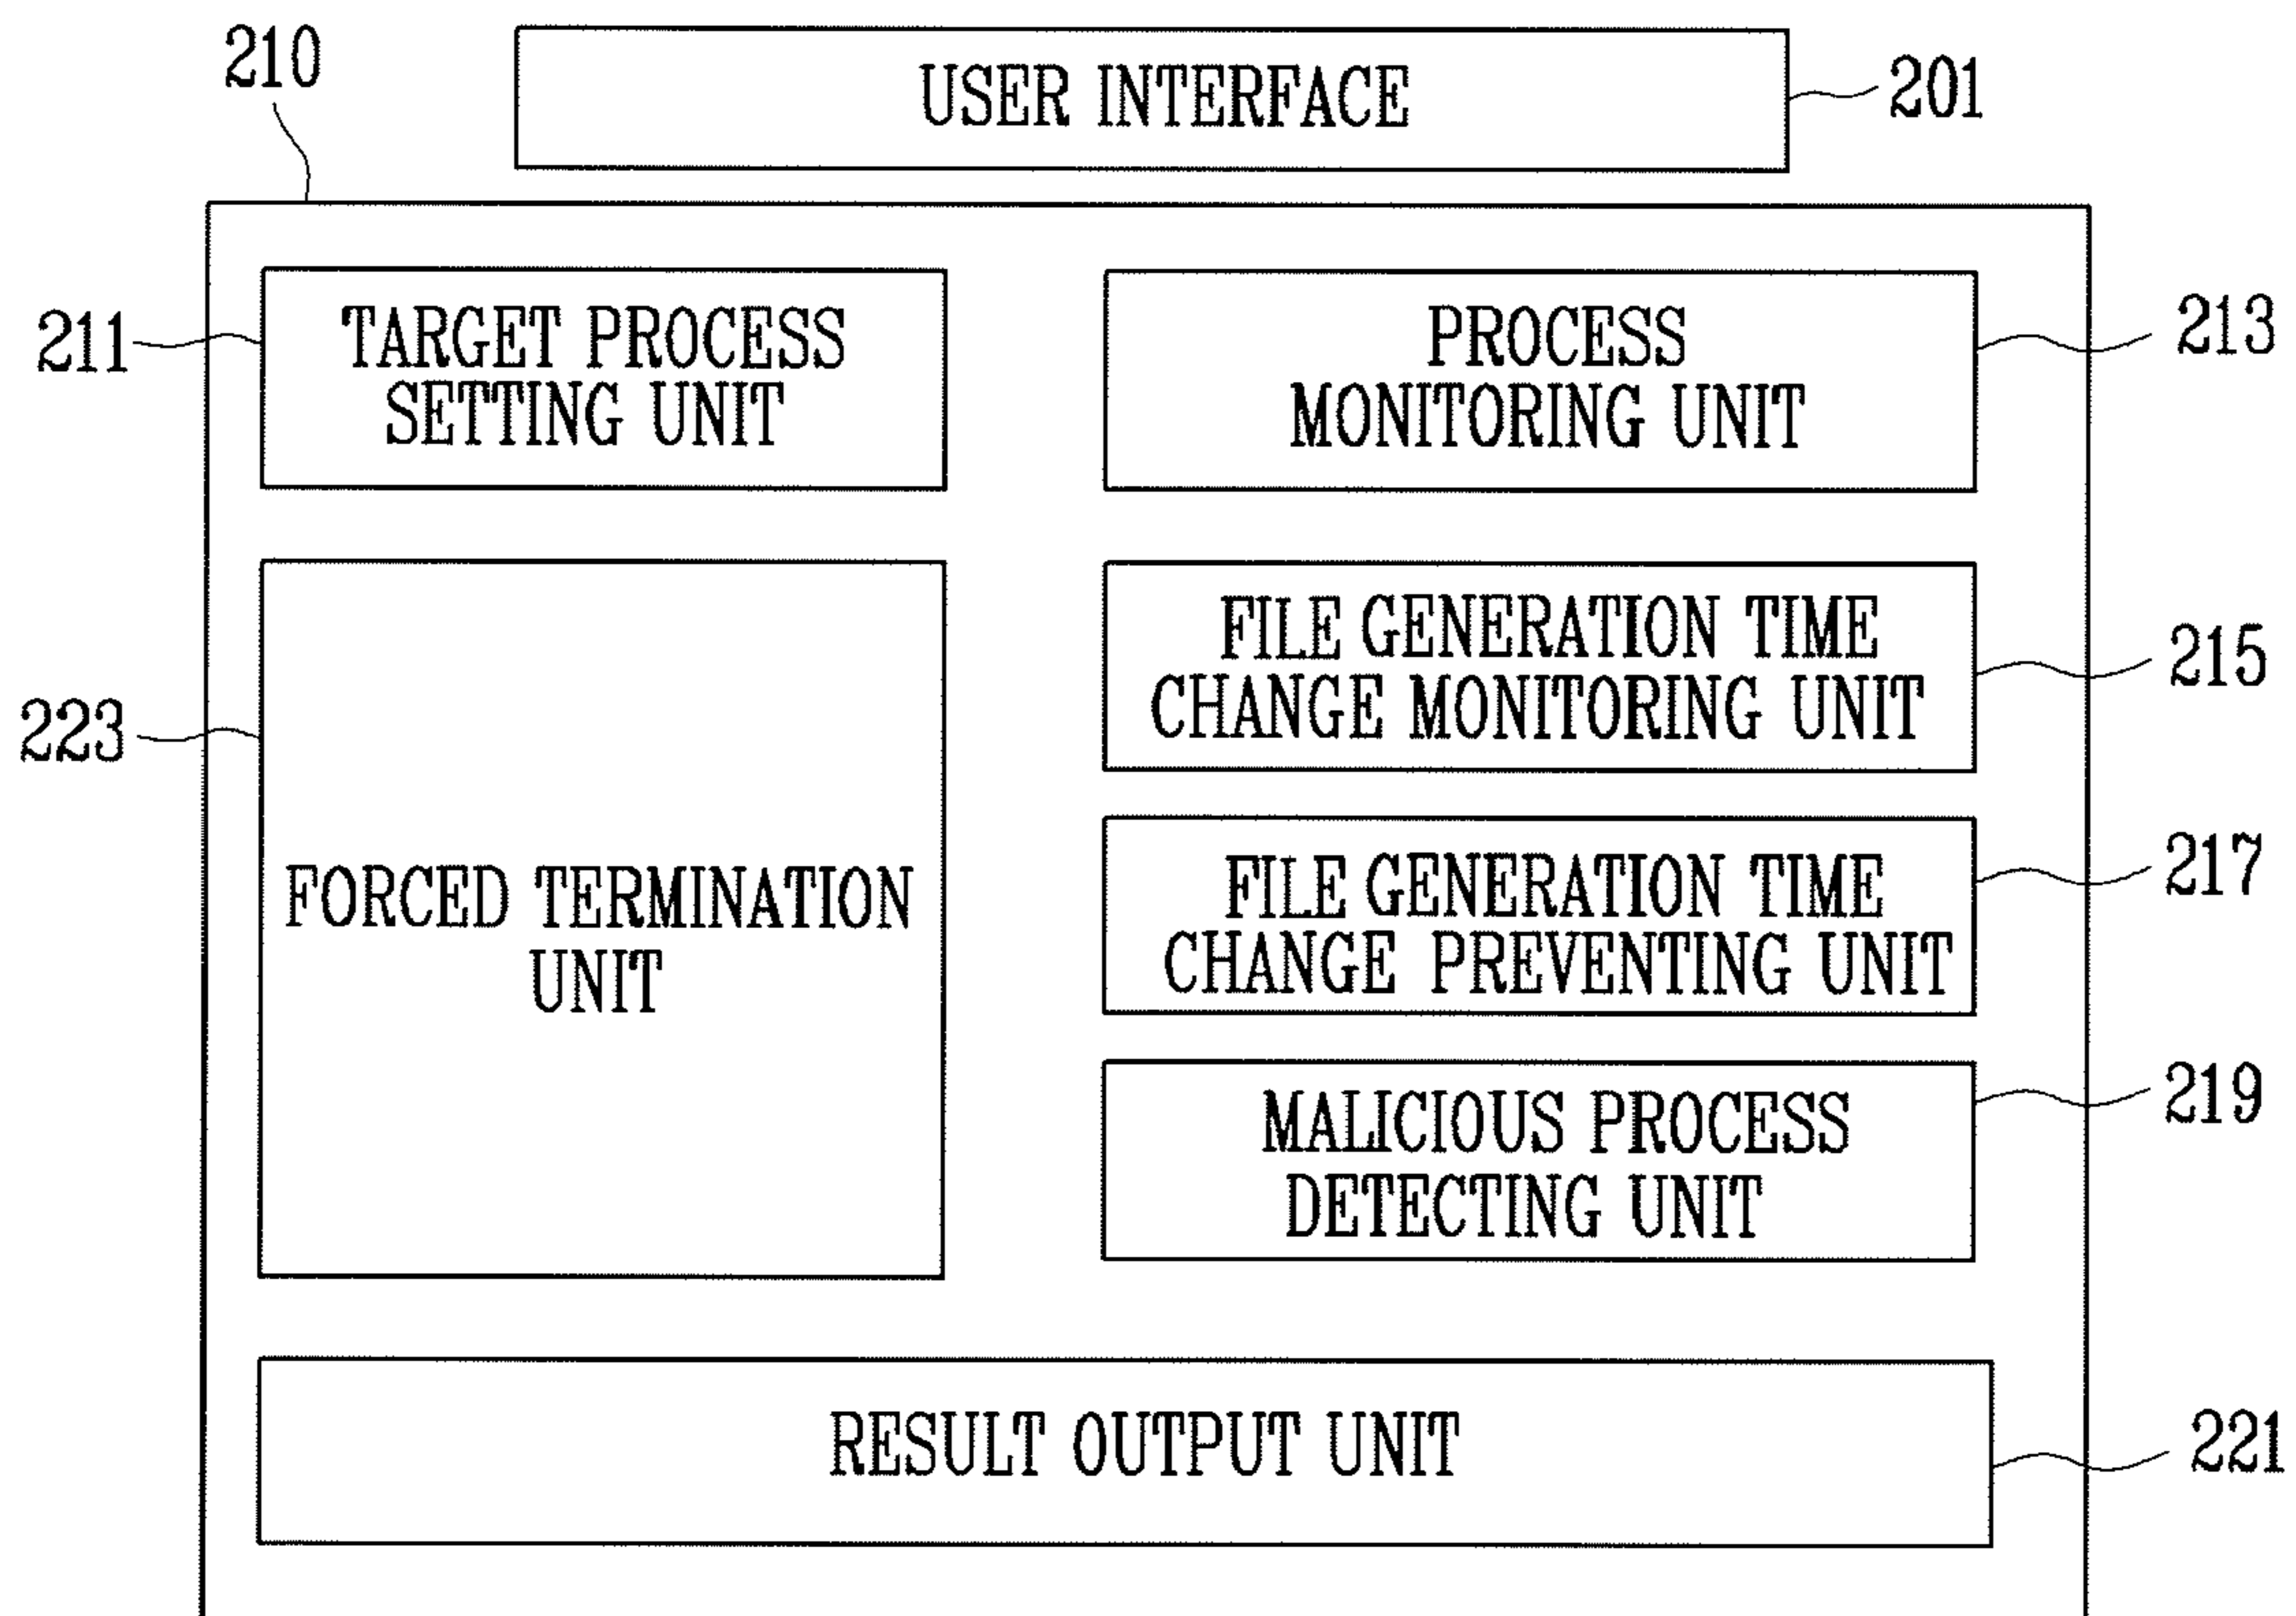 210
USER INTERFACE
201
211
TARGET PROCESS
SETTING UNIT
PROCESS
MONITORING UNIT
213
223
FORCED TERMINATION
UNIT
FILE GENERATION TIME
CHANGE MONITORING UNIT
215
FILE GENERATION TIME
CHANGE PREVENTING UNIT
217
MALICIOUS PROCESS
DETECTING UNIT
219
RESULT OUTPUT UNIT
221